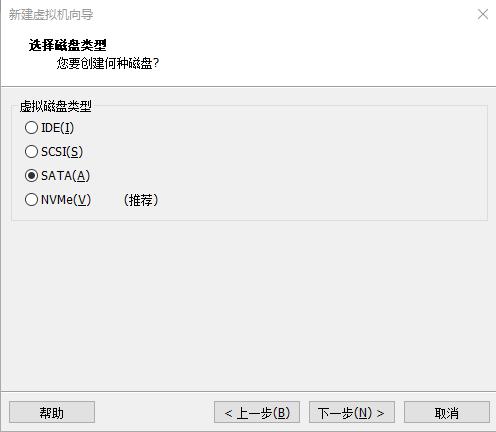 新建虚拟机向导
选择磁盘类型
您要创建何种磁盘?
虚拟磁盘类型
IDE(I)
SCSI(S)
SATA(A)
NVMe(V) （推荐）
帮助
< 上一步(B)
下一步(N) >
取消